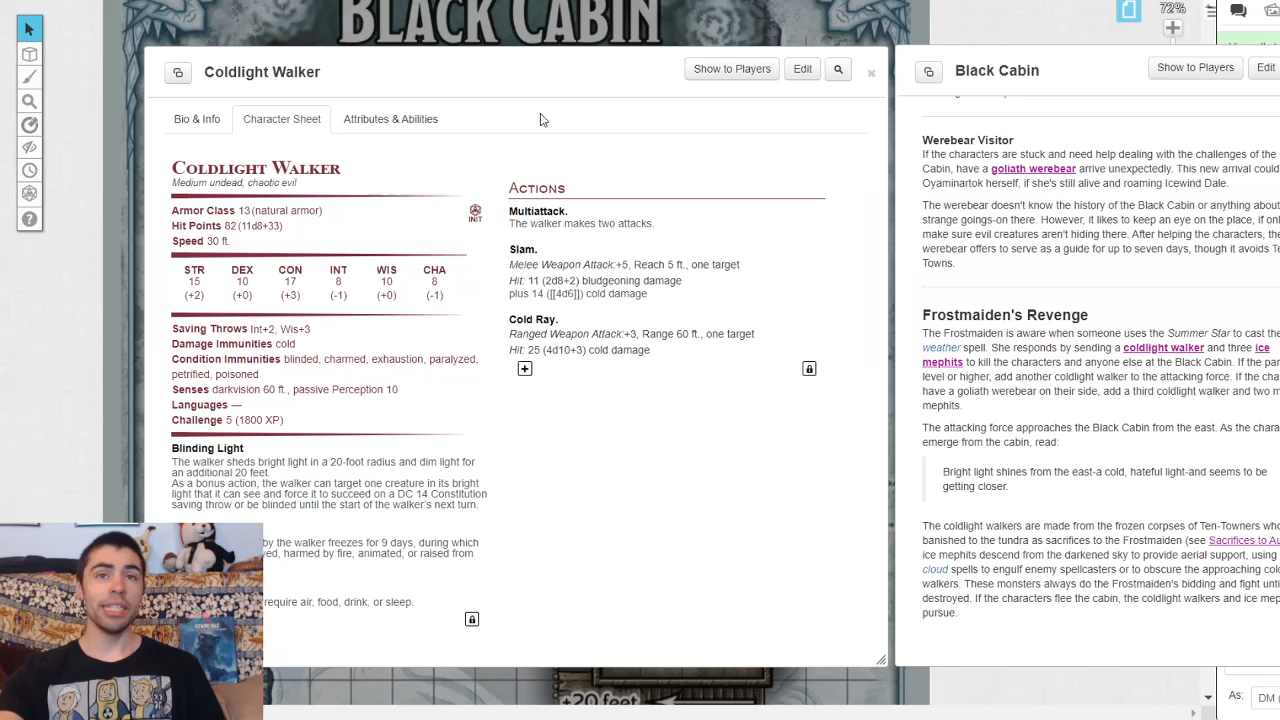 BLACK CABIN
72%
Coldlight Walker
Show to Players
Edit
Bio & Info
Character Sheet
Attributes & Abilities
COLDLIGHT WALKER
Medium undead, chaotic evil
Armor Class 13 (natural armor)
Hit Points 82 (11d8+33)
Speed 30 ft.
INIT
STR DEX CON INT WIS CHA
15 10 17 8 10 8
(+2) (+0) (+3) (-1) (+0) (-1)
Saving Throws Int+2, Wis+3
Damage Immunities cold
Condition Immunities blinded, charmed, exhaustion, paralyzed,
petrified, poisoned
Senses darkvision 60 ft., passive Perception 10
Languages —
Challenge 5 (1800 XP)
Blinding Light
The walker sheds bright light in a 20-foot radius and dim light for
an additional 20 feet.
As a bonus action, the walker can target one creature in its bright
light that it can see and force it to succeed on a DC 14 Constitution
saving throw or be blinded until the start of the walker's next turn.
by the walker freezes for 9 days, during which
harmed by fire, animated, or raised from
require air, food, drink, or sleep.
ACTIONS
Multiattack.
The walker makes two attacks.
Slam.
Melee Weapon Attack:+5, Reach 5 ft., one target
Hit: 11 (2d8+2) bludgeoning damage
plus 14 ([[4d6]]) cold damage
Cold Ray.
Ranged Weapon Attack:+3, Range 60 ft., one target
Hit: 25 (4d10+3) cold damage
+20 feet
Black Cabin
Show to Players
Edit
Werebear Visitor
If the characters are stuck and need help dealing with the challenges of the
Cabin, have a goliath werebear arrive unexpectedly. This new arrival could
Oyaminartok herself, if she's still alive and roaming Icewind Dale.
The werebear doesn't know the history of the Black Cabin or anything about
strange goings-on there. However, it likes to keep an eye on the place, if only
make sure evil creatures aren't hiding there. After helping the characters, the
werebear offers to serve as a guide for up to seven days, though it avoids Te
Towns.
Frostmaiden's Revenge
The Frostmaiden is aware when someone uses the Summer Star to cast the
weather spell. She responds by sending a coldlight walker and three ice
mephits to kill the characters and anyone else at the Black Cabin. If the par
level or higher, add another coldlight walker to the attacking force. If the cha
have a goliath werebear on their side, add a third coldlight walker and two m
mephits.
The attacking force approaches the Black Cabin from the east. As the chara
emerge from the cabin, read:
Bright light shines from the east-a cold, hateful light-and seems to be
getting closer.
The coldlight walkers are made from the frozen corpses of Ten-Towners who
banished to the tundra as sacrifices to the Frostmaiden (see Sacrifices to Au
ice mephits descend from the darkened sky to provide aerial support, using
cloud spells to engulf enemy spellcasters or to obscure the approaching cold
walkers. These monsters always do the Frostmaiden's bidding and fight until
destroyed. If the characters flee the cabin, the coldlight walkers and ice mep
pursue.
As:
DM